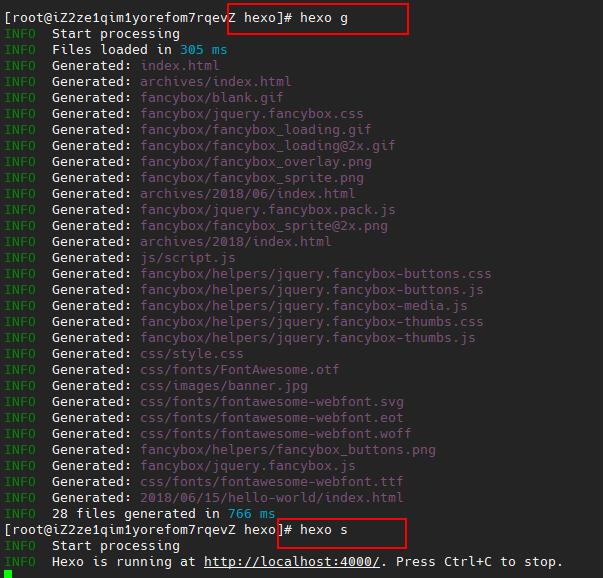 [root@iZ2ze1qim1yorefom7rqevZ hexo]# hexo g
INFO  Start processing
INFO  Files loaded in 305 ms
INFO  Generated: index.html
INFO  Generated: archives/index.html
INFO  Generated: fancybox/blank.gif
INFO  Generated: fancybox/jquery.fancybox.css
INFO  Generated: fancybox/fancybox_loading.gif
INFO  Generated: fancybox/fancybox_loading@2x.gif
INFO  Generated: fancybox/fancybox_overlay.png
INFO  Generated: fancybox/fancybox_sprite.png
INFO  Generated: archives/2018/06/index.html
INFO  Generated: fancybox/jquery.fancybox.pack.js
INFO  Generated: fancybox/fancybox_sprite@2x.png
INFO  Generated: archives/2018/index.html
INFO  Generated: js/script.js
INFO  Generated: fancybox/helpers/jquery.fancybox-buttons.css
INFO  Generated: fancybox/helpers/jquery.fancybox-buttons.js
INFO  Generated: fancybox/helpers/jquery.fancybox-media.js
INFO  Generated: fancybox/helpers/jquery.fancybox-thumbs.css
INFO  Generated: fancybox/helpers/jquery.fancybox-thumbs.js
INFO  Generated: css/style.css
INFO  Generated: css/fonts/FontAwesome.otf
INFO  Generated: css/images/banner.jpg
INFO  Generated: css/fonts/fontawesome-webfont.svg
INFO  Generated: css/fonts/fontawesome-webfont.eot
INFO  Generated: css/fonts/fontawesome-webfont.woff
INFO  Generated: fancybox/helpers/fancybox_buttons.png
INFO  Generated: fancybox/jquery.fancybox.js
INFO  Generated: css/fonts/fontawesome-webfont.ttf
INFO  Generated: 2018/06/15/hello-world/index.html
INFO  28 files generated in 766 ms
[root@iZ2ze1qim1yorefom7rqevZ hexo]# hexo s
INFO  Start processing
INFO  Hexo is running at http://localhost:4000/. Press Ctrl+C to stop.